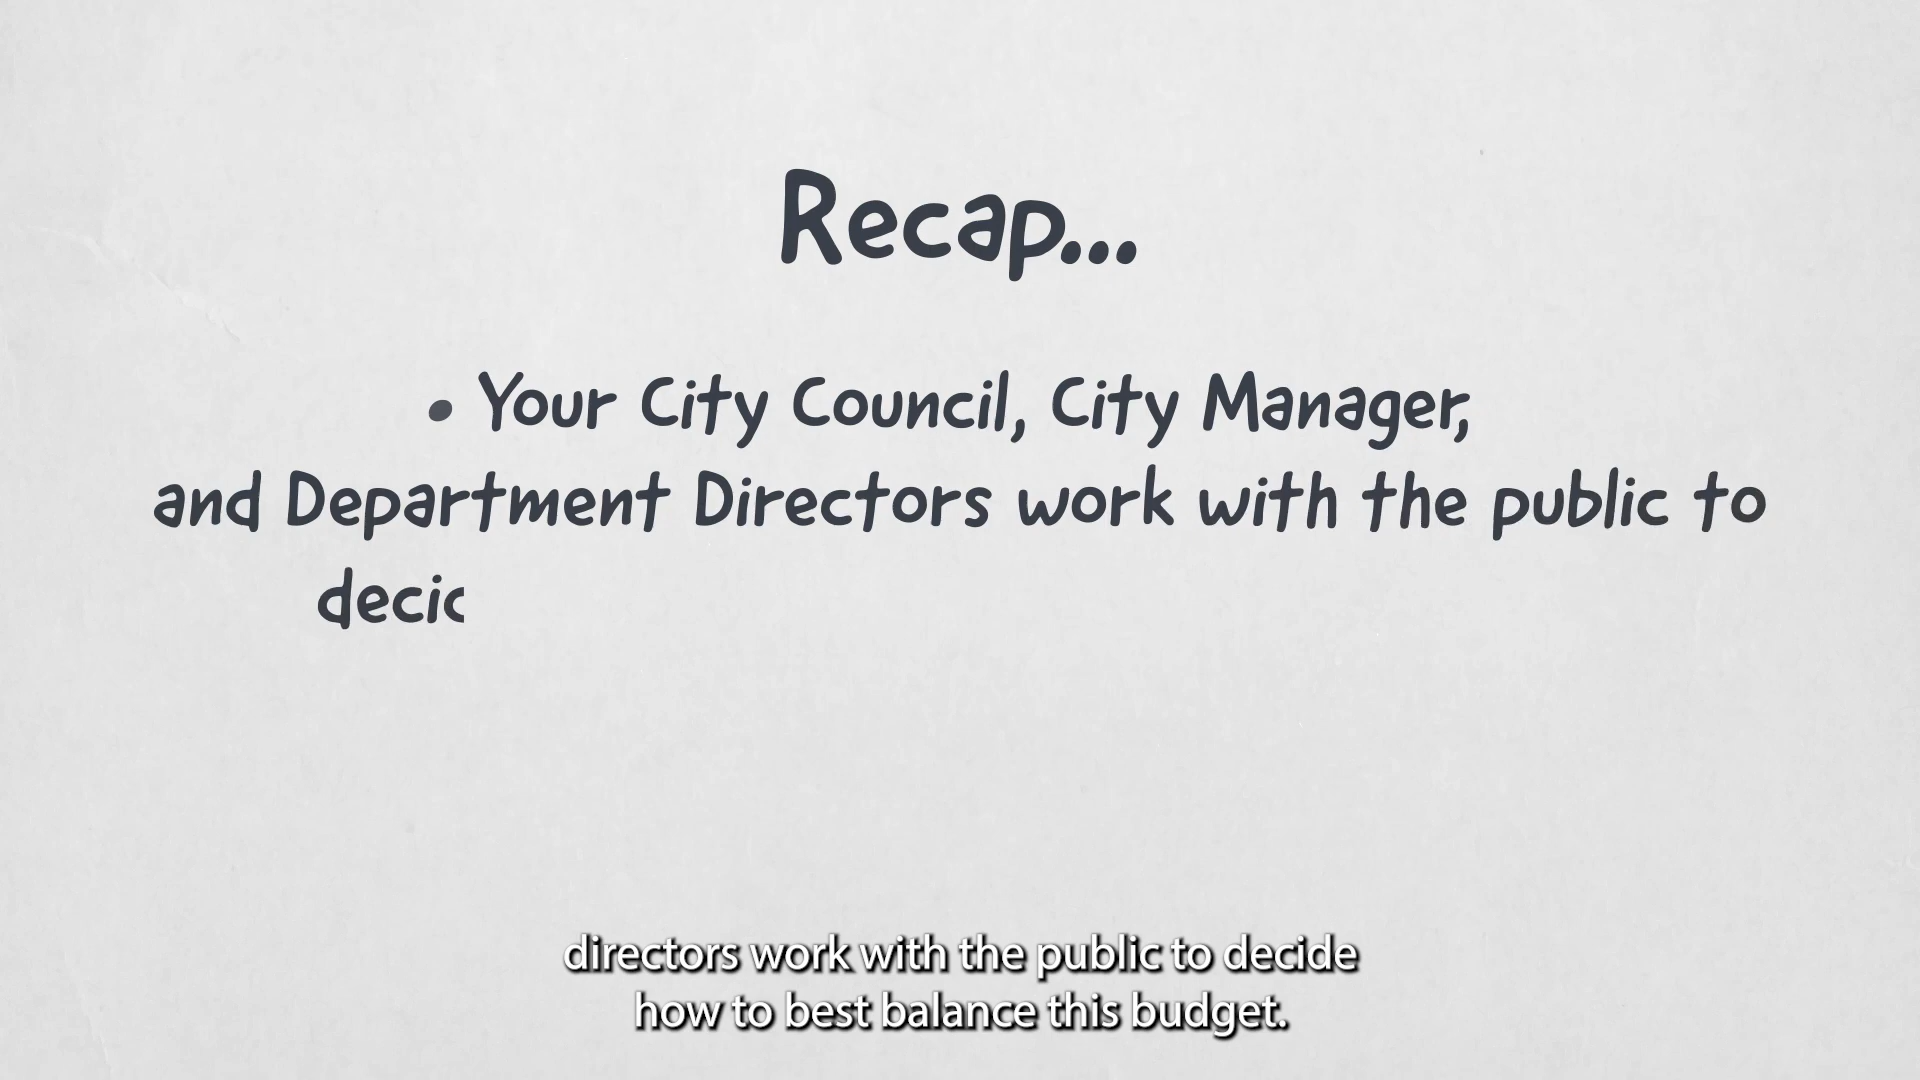 Recap...
• Your City Council, City Manager,
and Department Directors work with the public to
deci
directors work with the public to decide
how to best balance this budget.